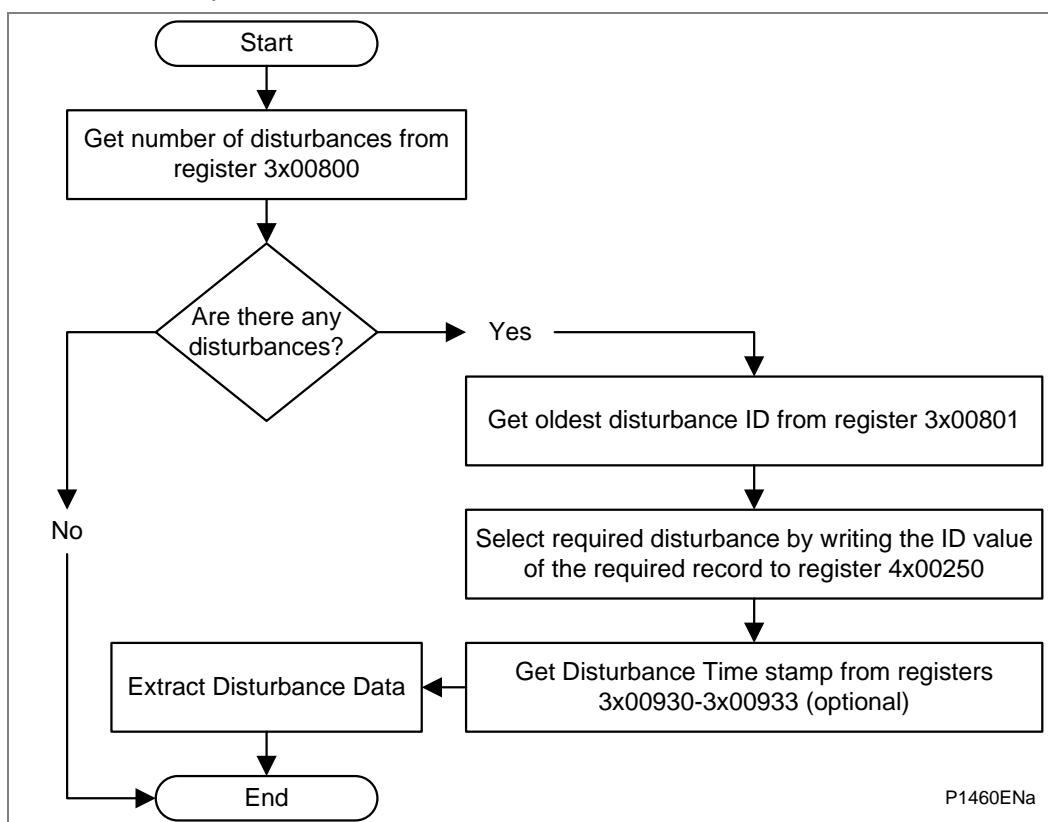 Start
Get number of disturbances from
register 3x00800
Are there any
disturbances?
Yes
No
Get oldest disturbance ID from register 3x00801
Select required disturbance by writing the ID value
of the required record to register 4x00250
Get Disturbance Time stamp from registers
3x00930-3x00933 (optional)
Extract Disturbance Data
End
P1460ENa